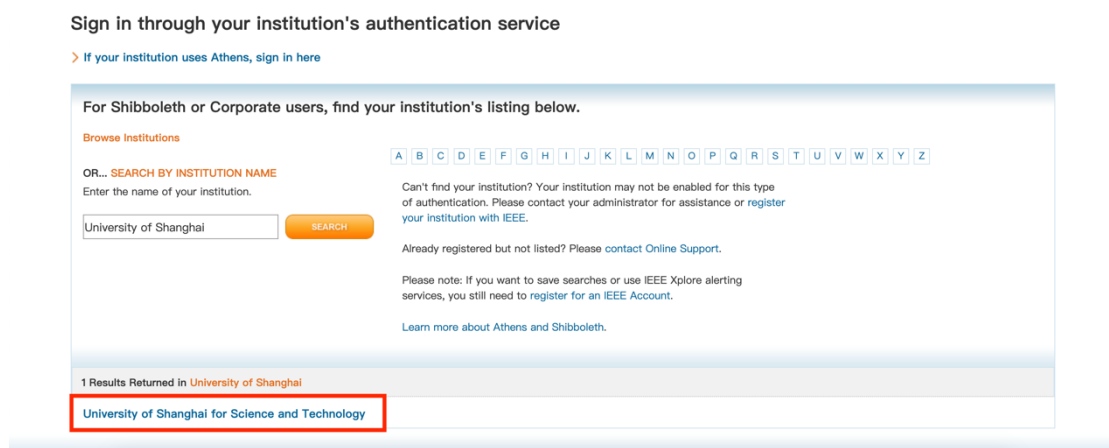 Sign in through your institution's authentication service
> If your institution uses Athens, sign in here
For Shibboleth or Corporate users, find your institution's listing below.
Browse Institutions
A B C D E F G H I J K L M N O P Q R S T U V W X Y Z
OR... SEARCH BY INSTITUTION NAME
Enter the name of your institution.
University of Shanghai
SEARCH
Can't find your institution? Your institution may not be enabled for this type
of authentication. Please contact your administrator for assistance or register
your institution with IEEE.
Already registered but not listed? Please contact Online Support.
Please note: If you want to save searches or use IEEE Xplore alerting
services, you still need to register for an IEEE Account.
Learn more about Athens and Shibboleth.
1 Results Returned in University of Shanghai
University of Shanghai for Science and Technology